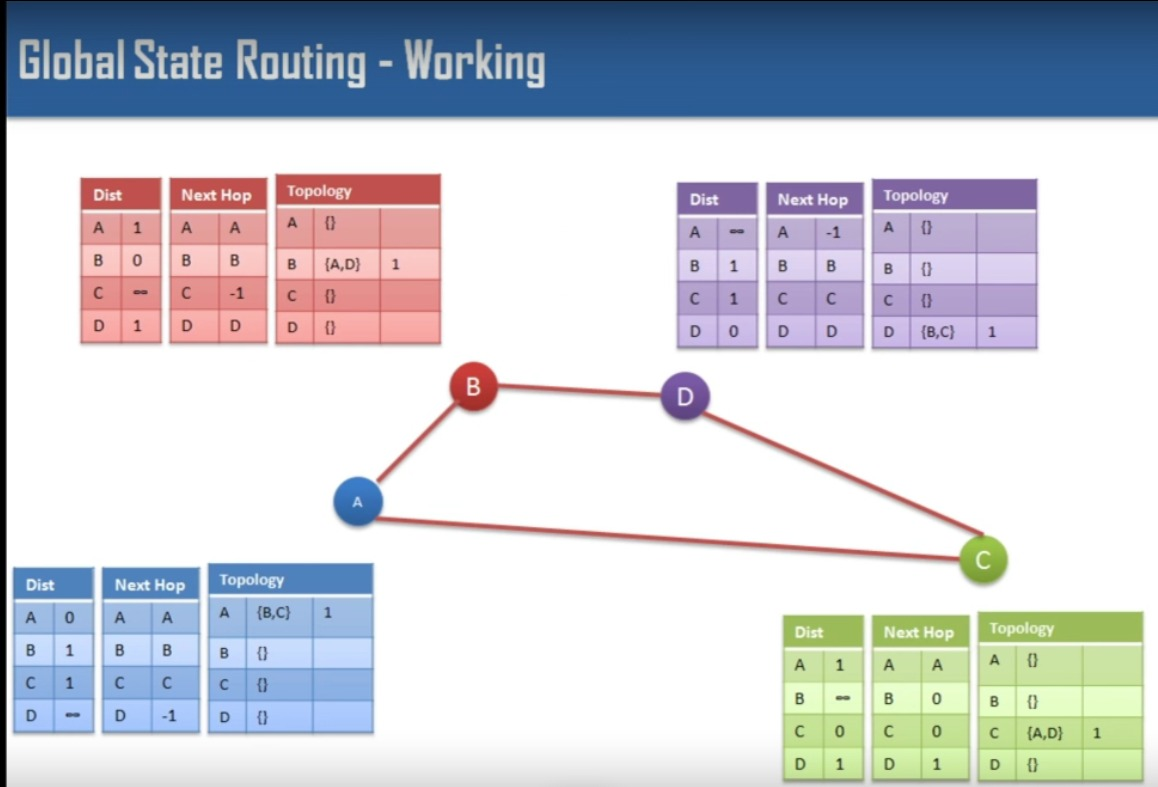 Global State Routing - Working
Dist
A 1
B 0
C ∞
D 1
Next Hop
A A
B B
C -1
D D
Topology
A {}
B {A,D} 1
C {}
D {}
Dist
A ∞
B 1
C 1
D 0
Next Hop
A -1
B B
C C
D D
Topology
A {}
B {}
C {}
D {B,C} 1
B
D
A
C
Dist
A 0
B 1
C 1
D ∞
Next Hop
A A
B B
C C
D -1
Topology
A {B,C} 1
B {}
C {}
D {}
Dist
A 1
B ∞
C 0
D 1
Next Hop
A A
B 0
C 0
D 1
Topology
A {}
B {}
C {A,D} 1
D {}